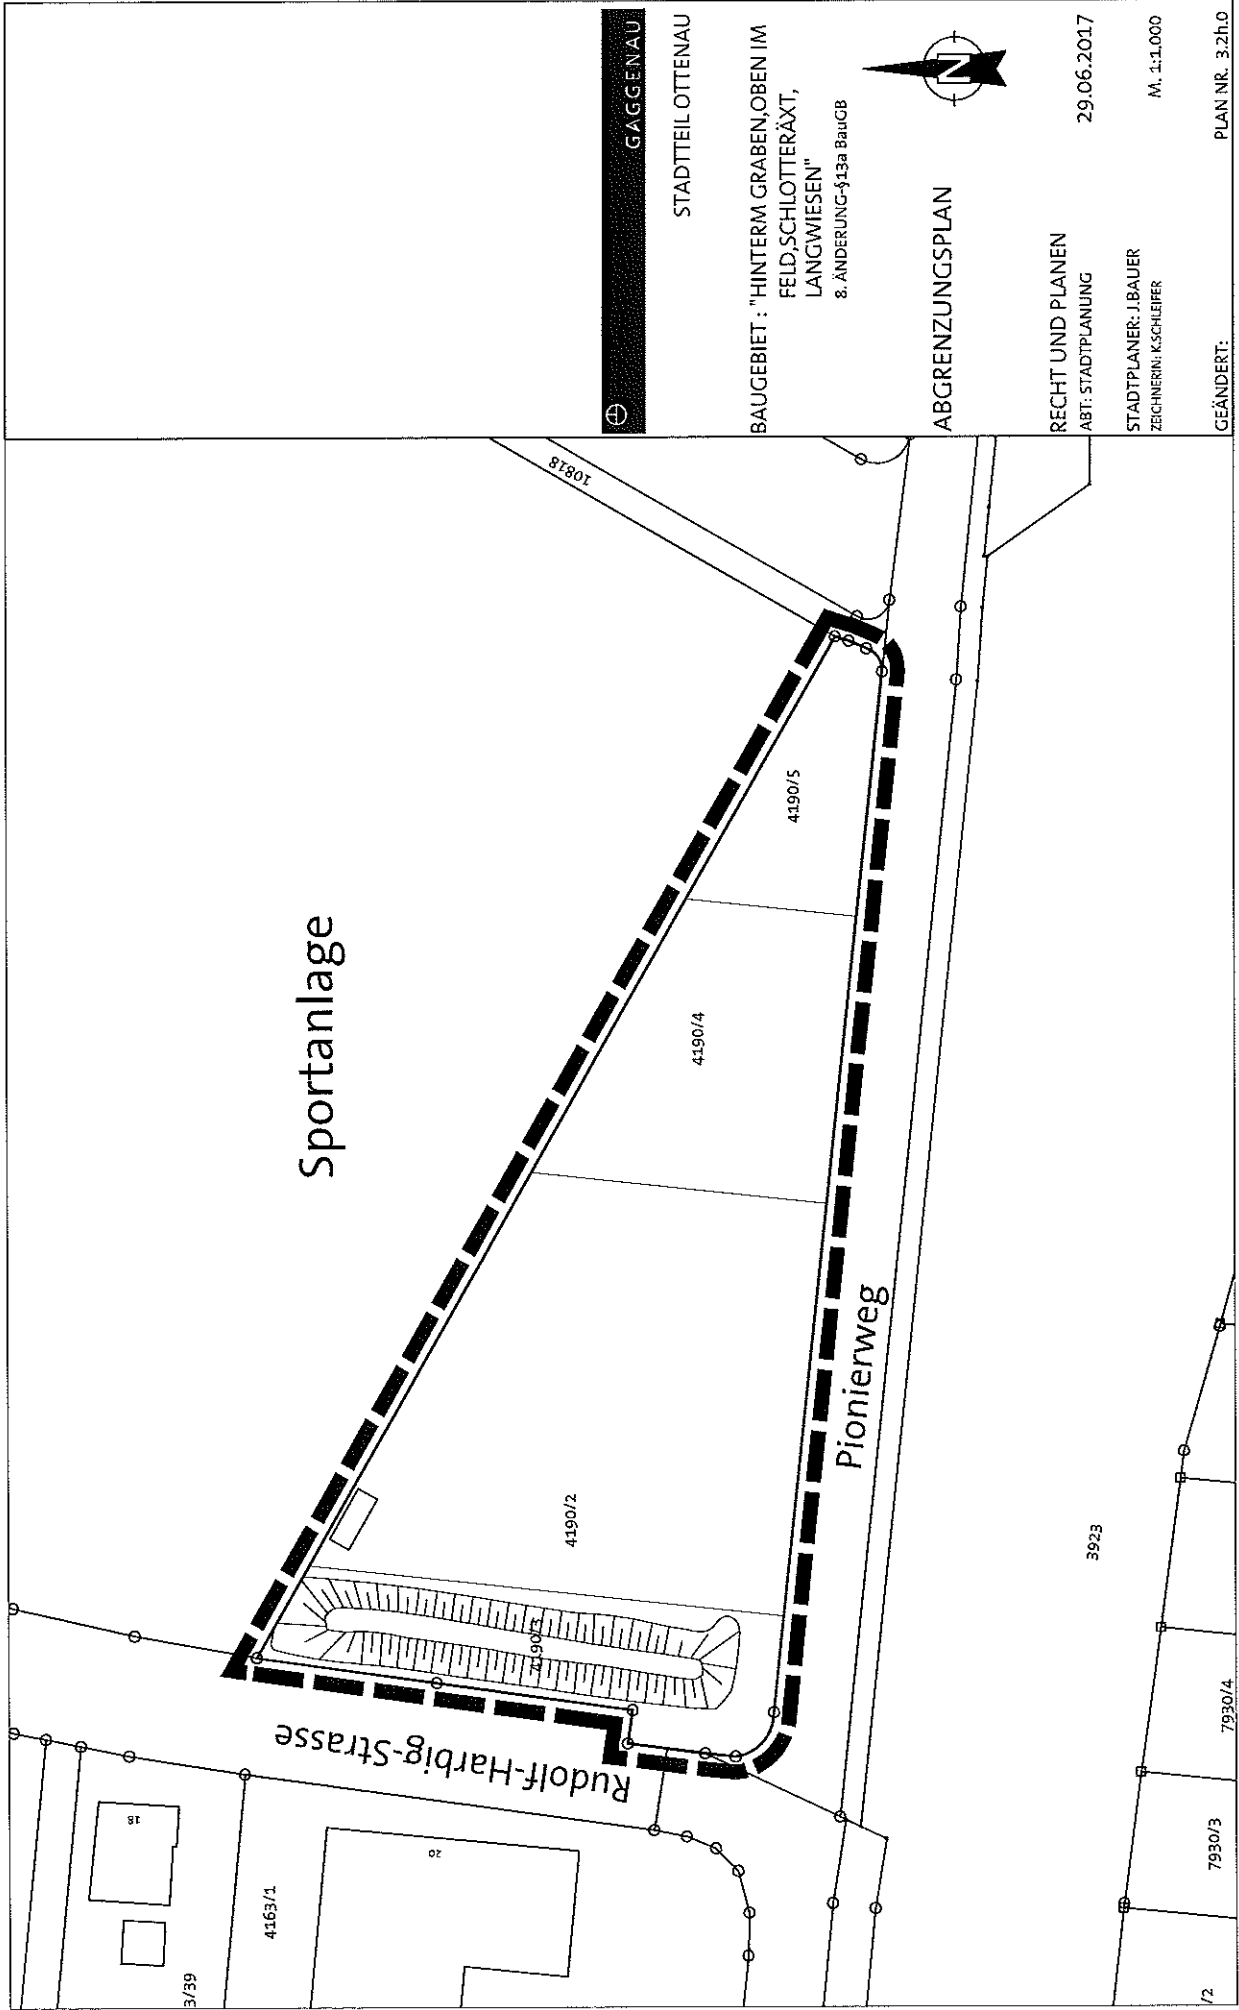 GAGGENAU
STADTTEIL OTTENAU
BAUGEBIET : "HINTERM GRABEN,OBEN IM
FELD,SCHLOTTERÄXT,
LANGWIESEN"
8. ÄNDERUNG-§13a BauGB
N
ABGRENZUNGSPLAN
RECHT UND PLANEN
ABT: STADTPLANUNG
29.06.2017
STADTPLANER: J.BAUER
ZEICHNERIN: K.SCHLEIFER
M. 1:1.000
GEÄNDERT:
PLAN NR. 3.2h.0
Sportanlage
10818
4190/5
4190/4
4190/2
4190/3
Pionierweg
Rudolf-Harbig-Strasse
18
20
4163/1
3/39
3923
7930/4
7930/3
/2